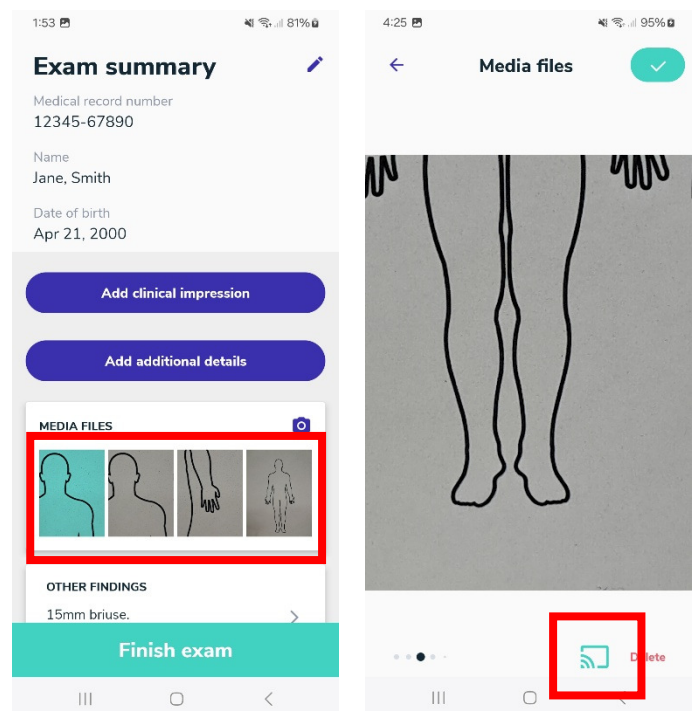 1:53 81%
Exam summary
Medical record number
12345-67890
Name
Jane, Smith
Date of birth
Apr 21, 2000
Add clinical impression
Add additional details
MEDIA FILES
OTHER FINDINGS
15mm briuse.
Finish exam
4:25 95%
Media files
Delete